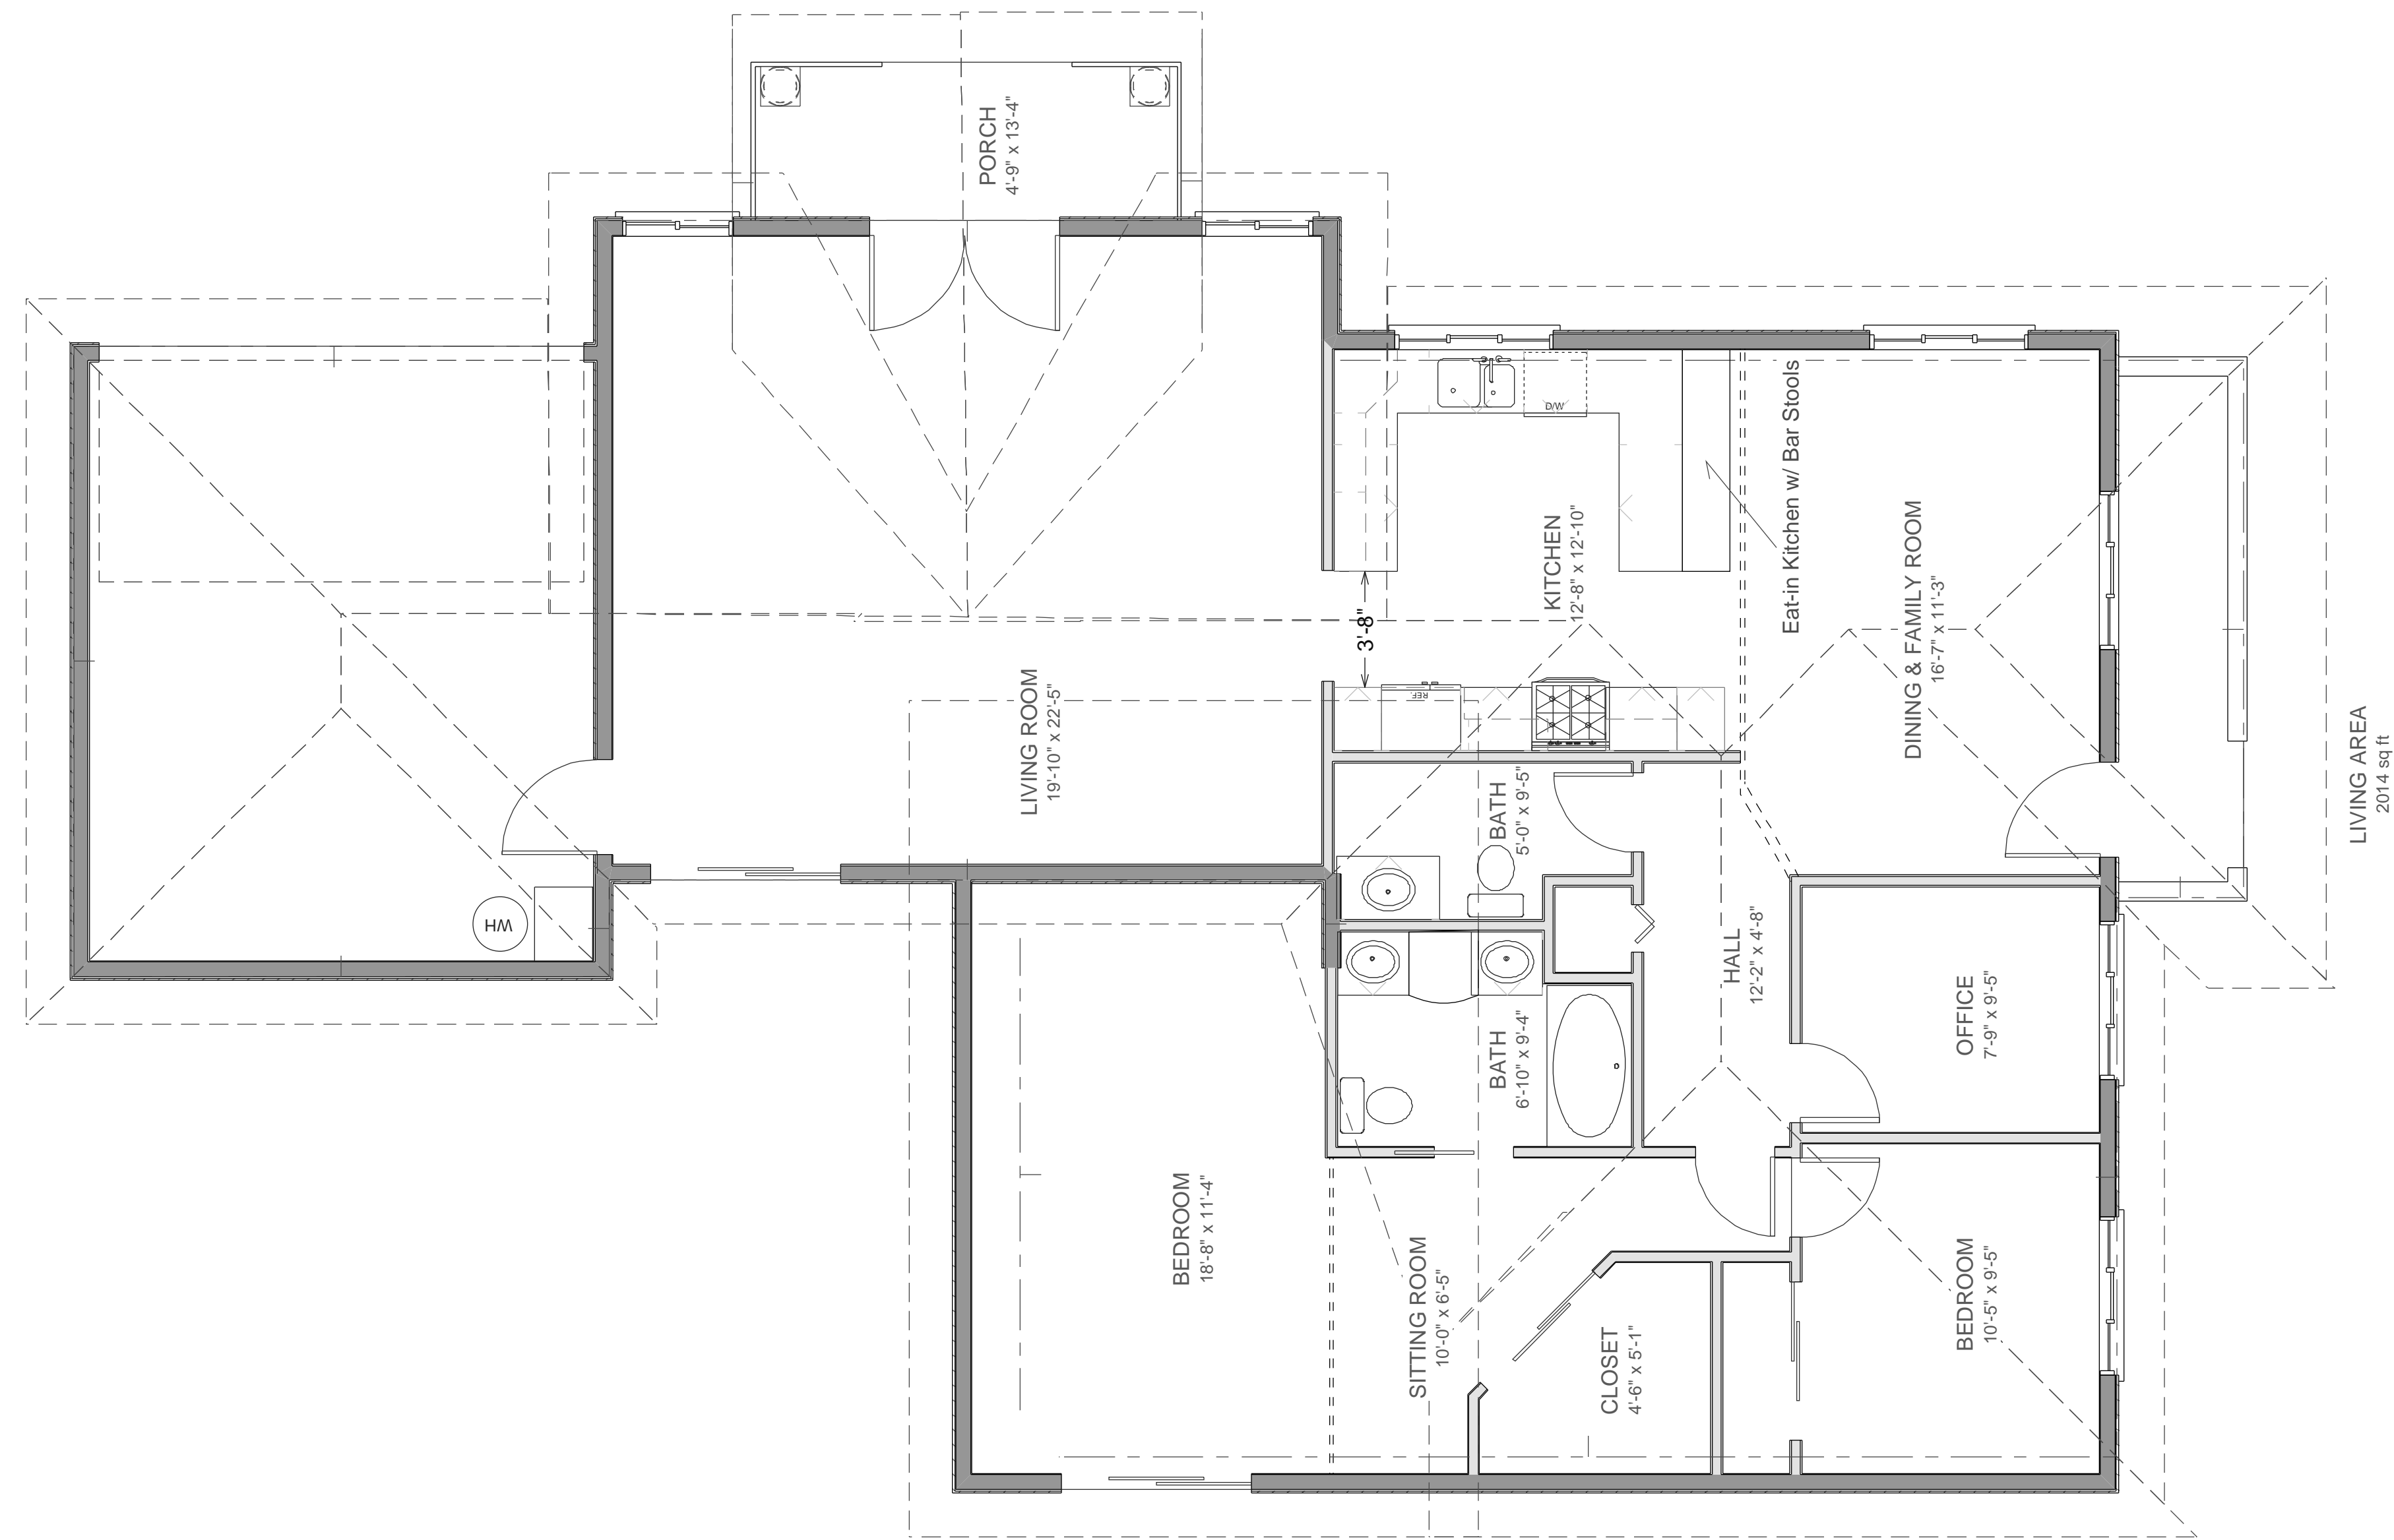 PORCH
4'-9" x 13'-4"
LIVING ROOM
19'-10" x 22'-5"
3'-8"
KITCHEN
12'-8" x 12'-10"
D/W
REF.
Eat-in Kitchen w/ Bar Stools
DINING & FAMILY ROOM
16'-7" x 11'-3"
LIVING AREA
2014 sq ft
BATH
5'-0" x 9'-5"
WH
HALL
12'-2" x 4'-8"
OFFICE
7'-9" x 9'-5"
BATH
6'-10" x 9'-4"
BEDROOM
18'-8" x 11'-4"
SITTING ROOM
10'-0" x 6'-5"
CLOSET
4'-6" x 5'-1"
BEDROOM
10'-5" x 9'-5"